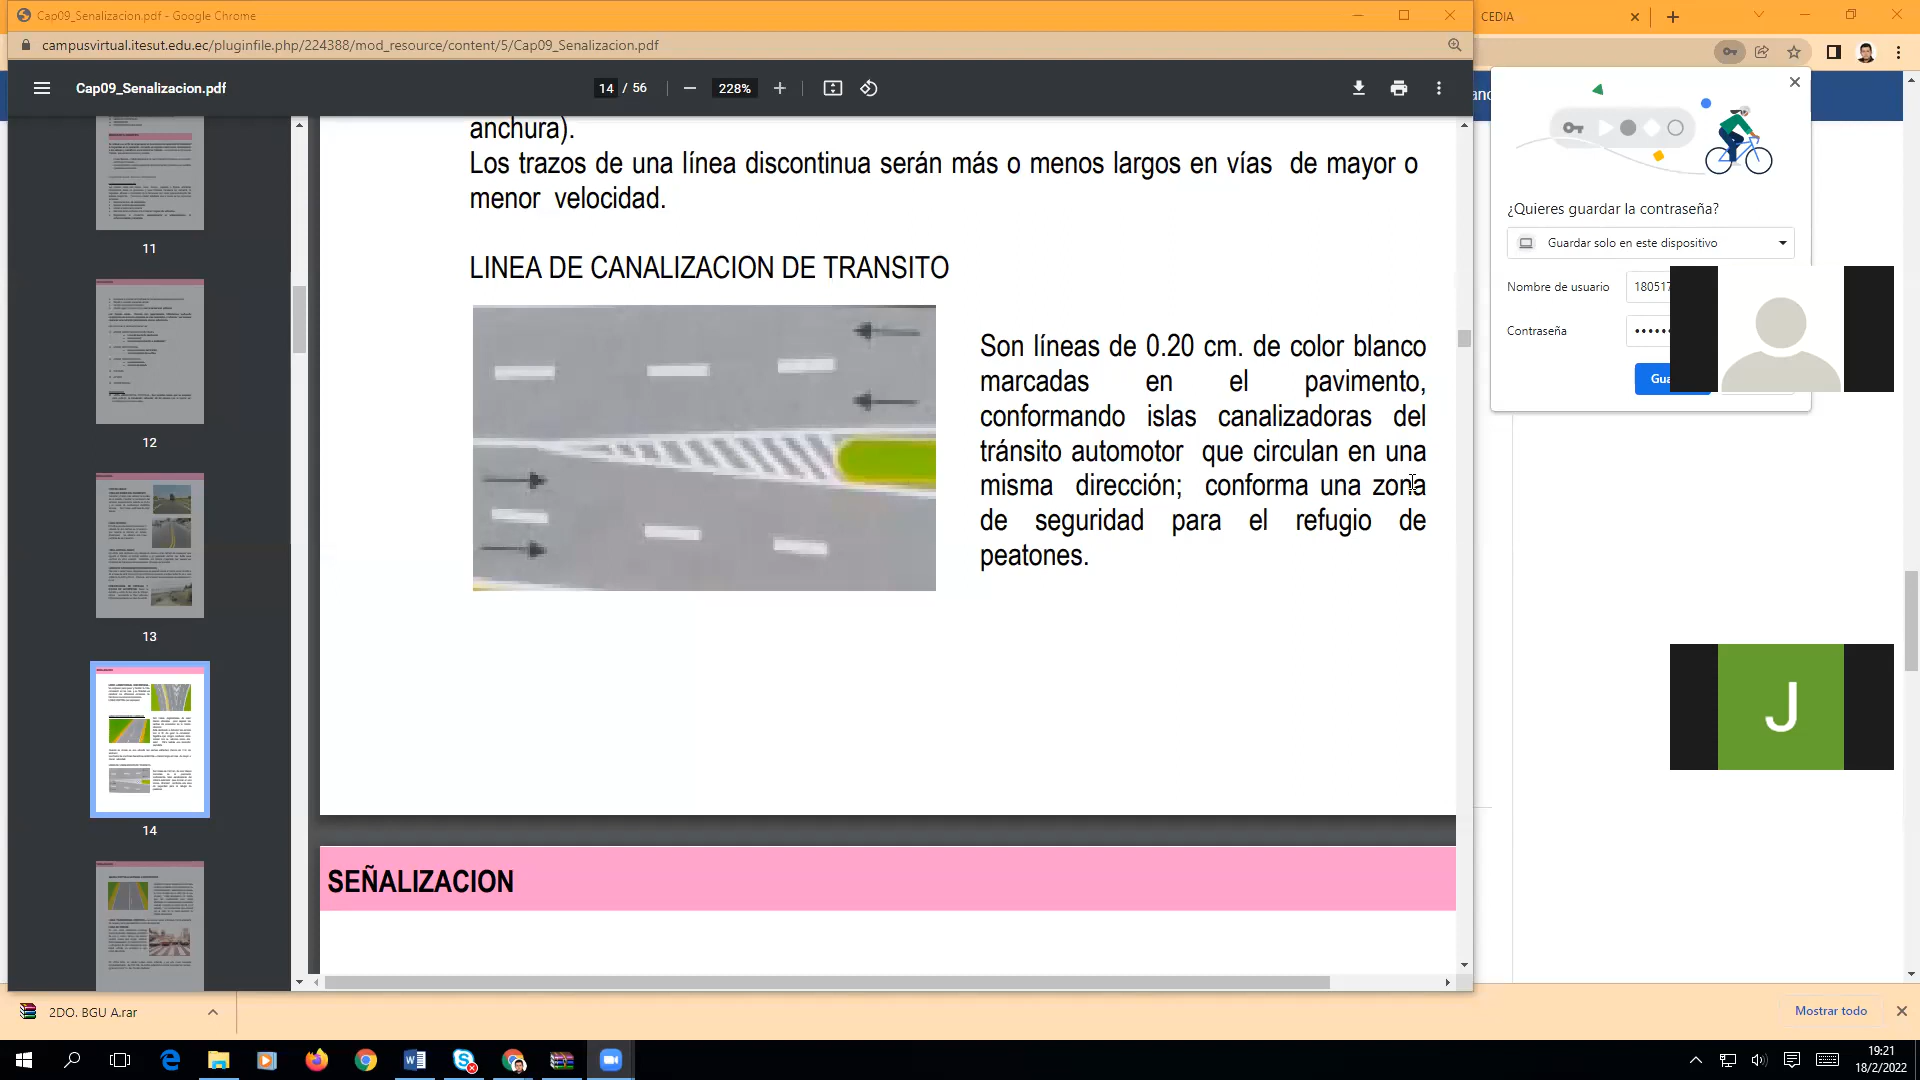 Cap09_Senalizacion.pdf - Google Chrome
CEDIA
campusvirtual.itesut.edu.ec/pluginfile.php/224388/mod_resource/content/5/Cap09_Senalizacion.pdf
Cap09_Senalizacion.pdf
14 / 56
228%
11
12
13
14
anchura).
Los trazos de una línea discontinua serán más o menos largos en vías de mayor o
menor velocidad.
LINEA DE CANALIZACION DE TRANSITO
Son líneas de 0.20 cm. de color blanco
marcadas en el pavimento,
conformando islas canalizadoras del
tránsito automotor que circulan en una
misma dirección; conforma una zona
de seguridad para el refugio de
peatones.
SEÑALIZACION
¿Quieres guardar la contraseña?
Guardar solo en este dispositivo
Nombre de usuario
180517
Contraseña
••••••
Gua
J
2DO. BGU A.rar
Mostrar todo
19:21
18/2/2022